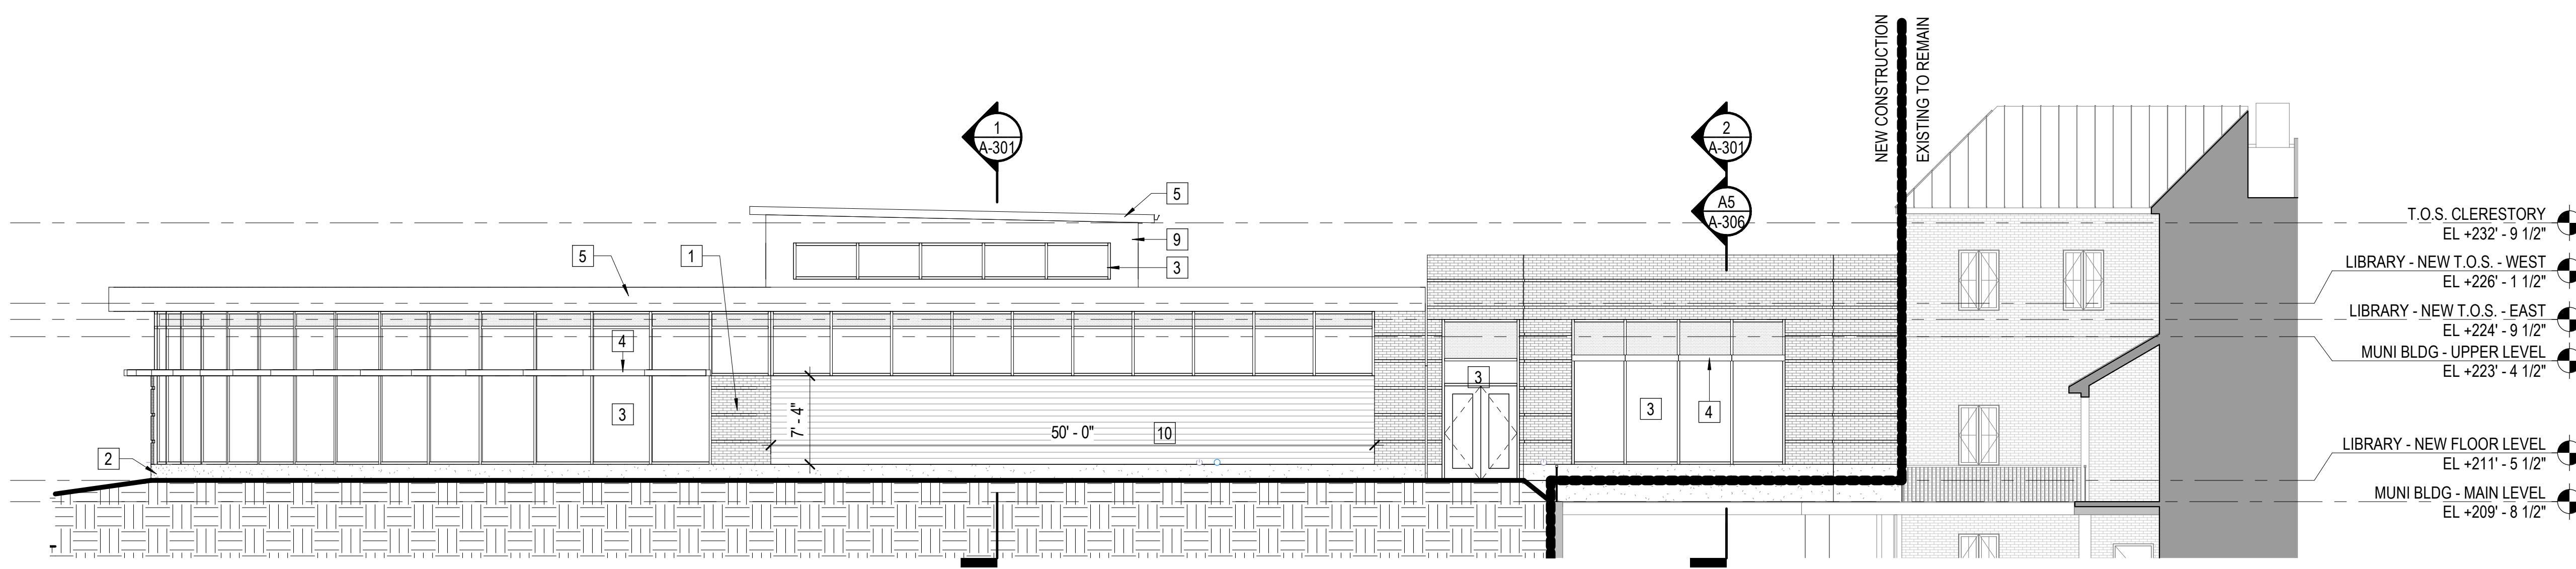 NEW CONSTRUCTION
EXISTING TO REMAIN
1
A-301
2
A-301
A5
A-306
5
9
3
5
1
4
3
2
7' - 4"
50' - 0"
10
3
3
4
T.O.S. CLERESTORY
EL +232' - 9 1/2"
LIBRARY - NEW T.O.S. - WEST
EL +226' - 1 1/2"
LIBRARY - NEW T.O.S. - EAST
EL +224' - 9 1/2"
MUNI BLDG - UPPER LEVEL
EL +223' - 4 1/2"
LIBRARY - NEW FLOOR LEVEL
EL +211' - 5 1/2"
MUNI BLDG - MAIN LEVEL
EL +209' - 8 1/2"